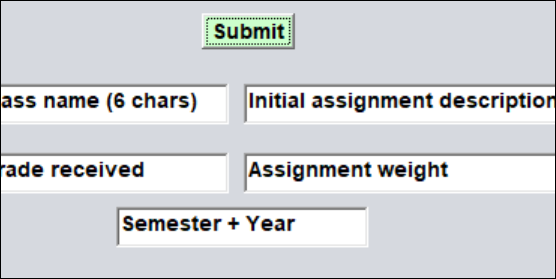 Submit
ass name (6 chars)
Initial assignment description
rade received
Assignment weight
Semester + Year